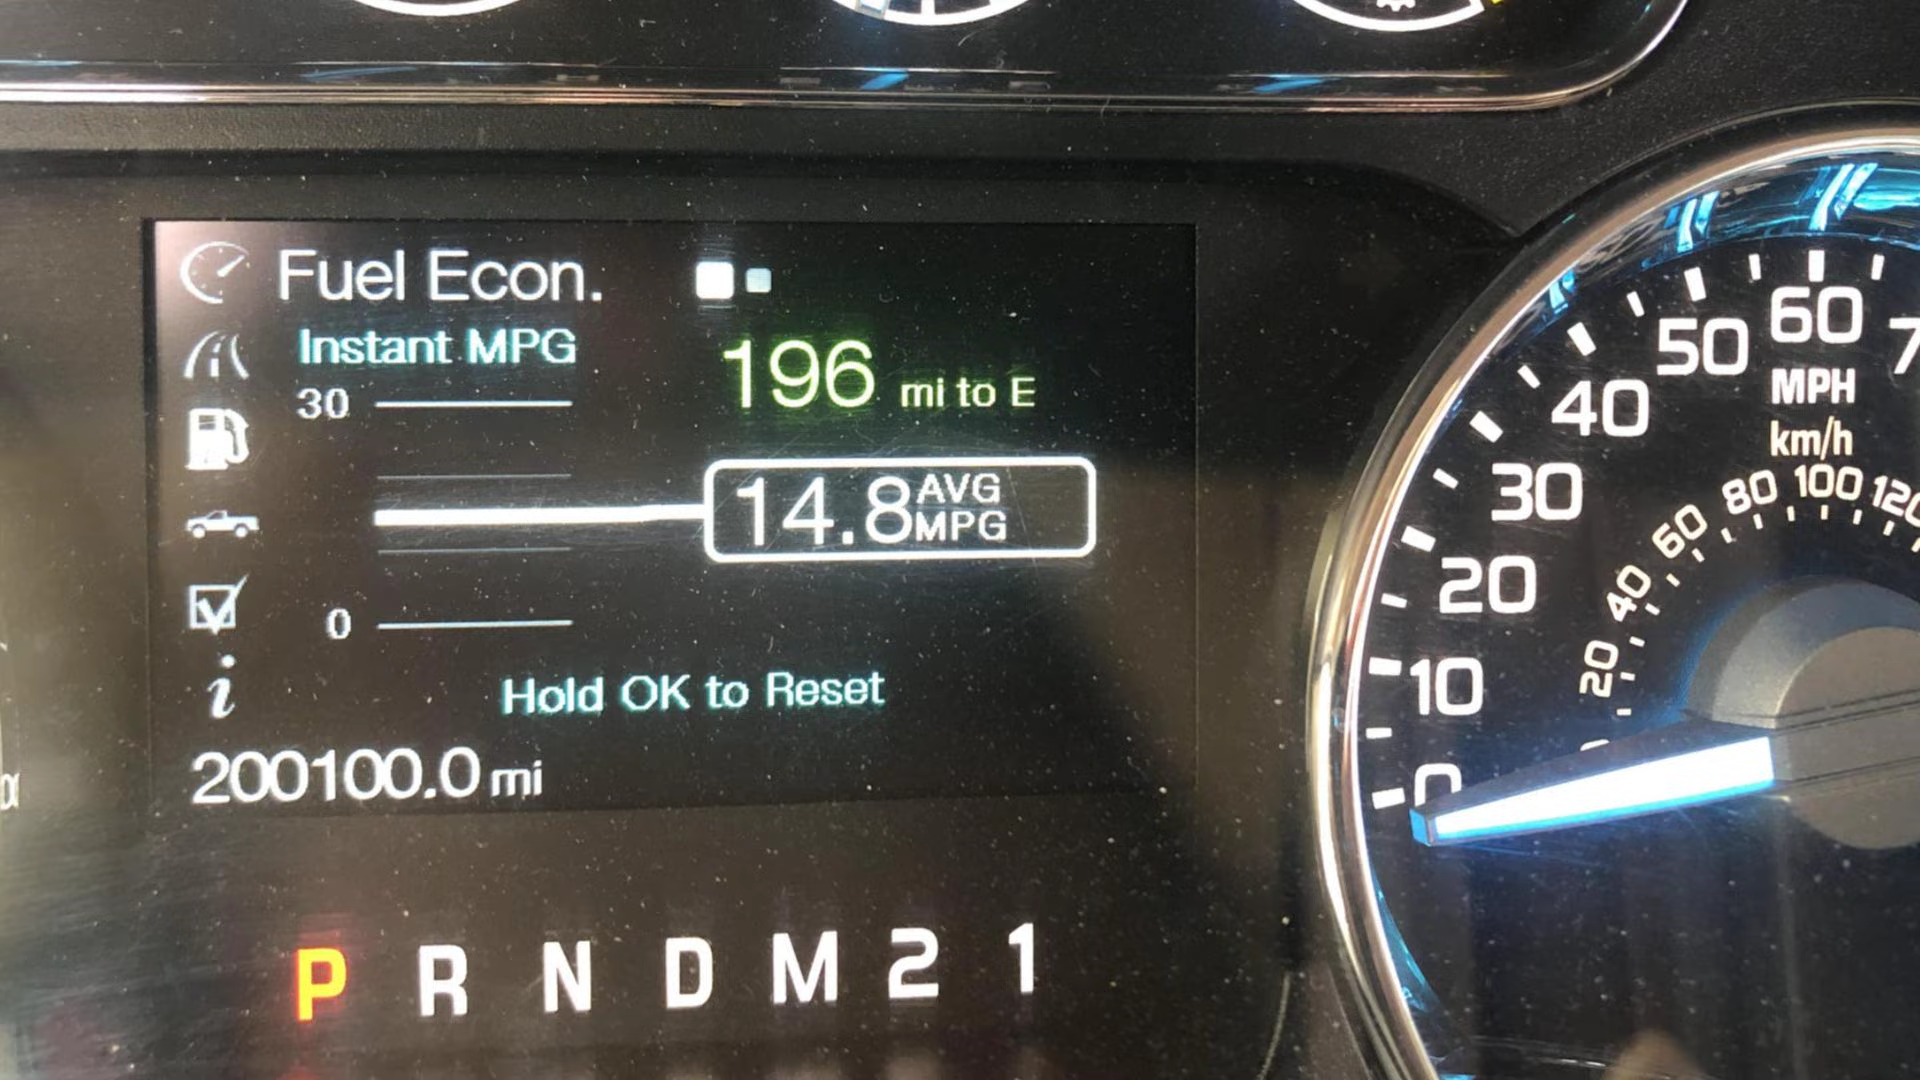 Fuel Econ.
Instant MPG
196 mi to E
30
14.8 AVG MPG
0
Hold OK to Reset
200100.0 mi
P R N D M 2 1
0 10 20 30 40 50 60
MPH
km/h
20 40 60 80 100 120